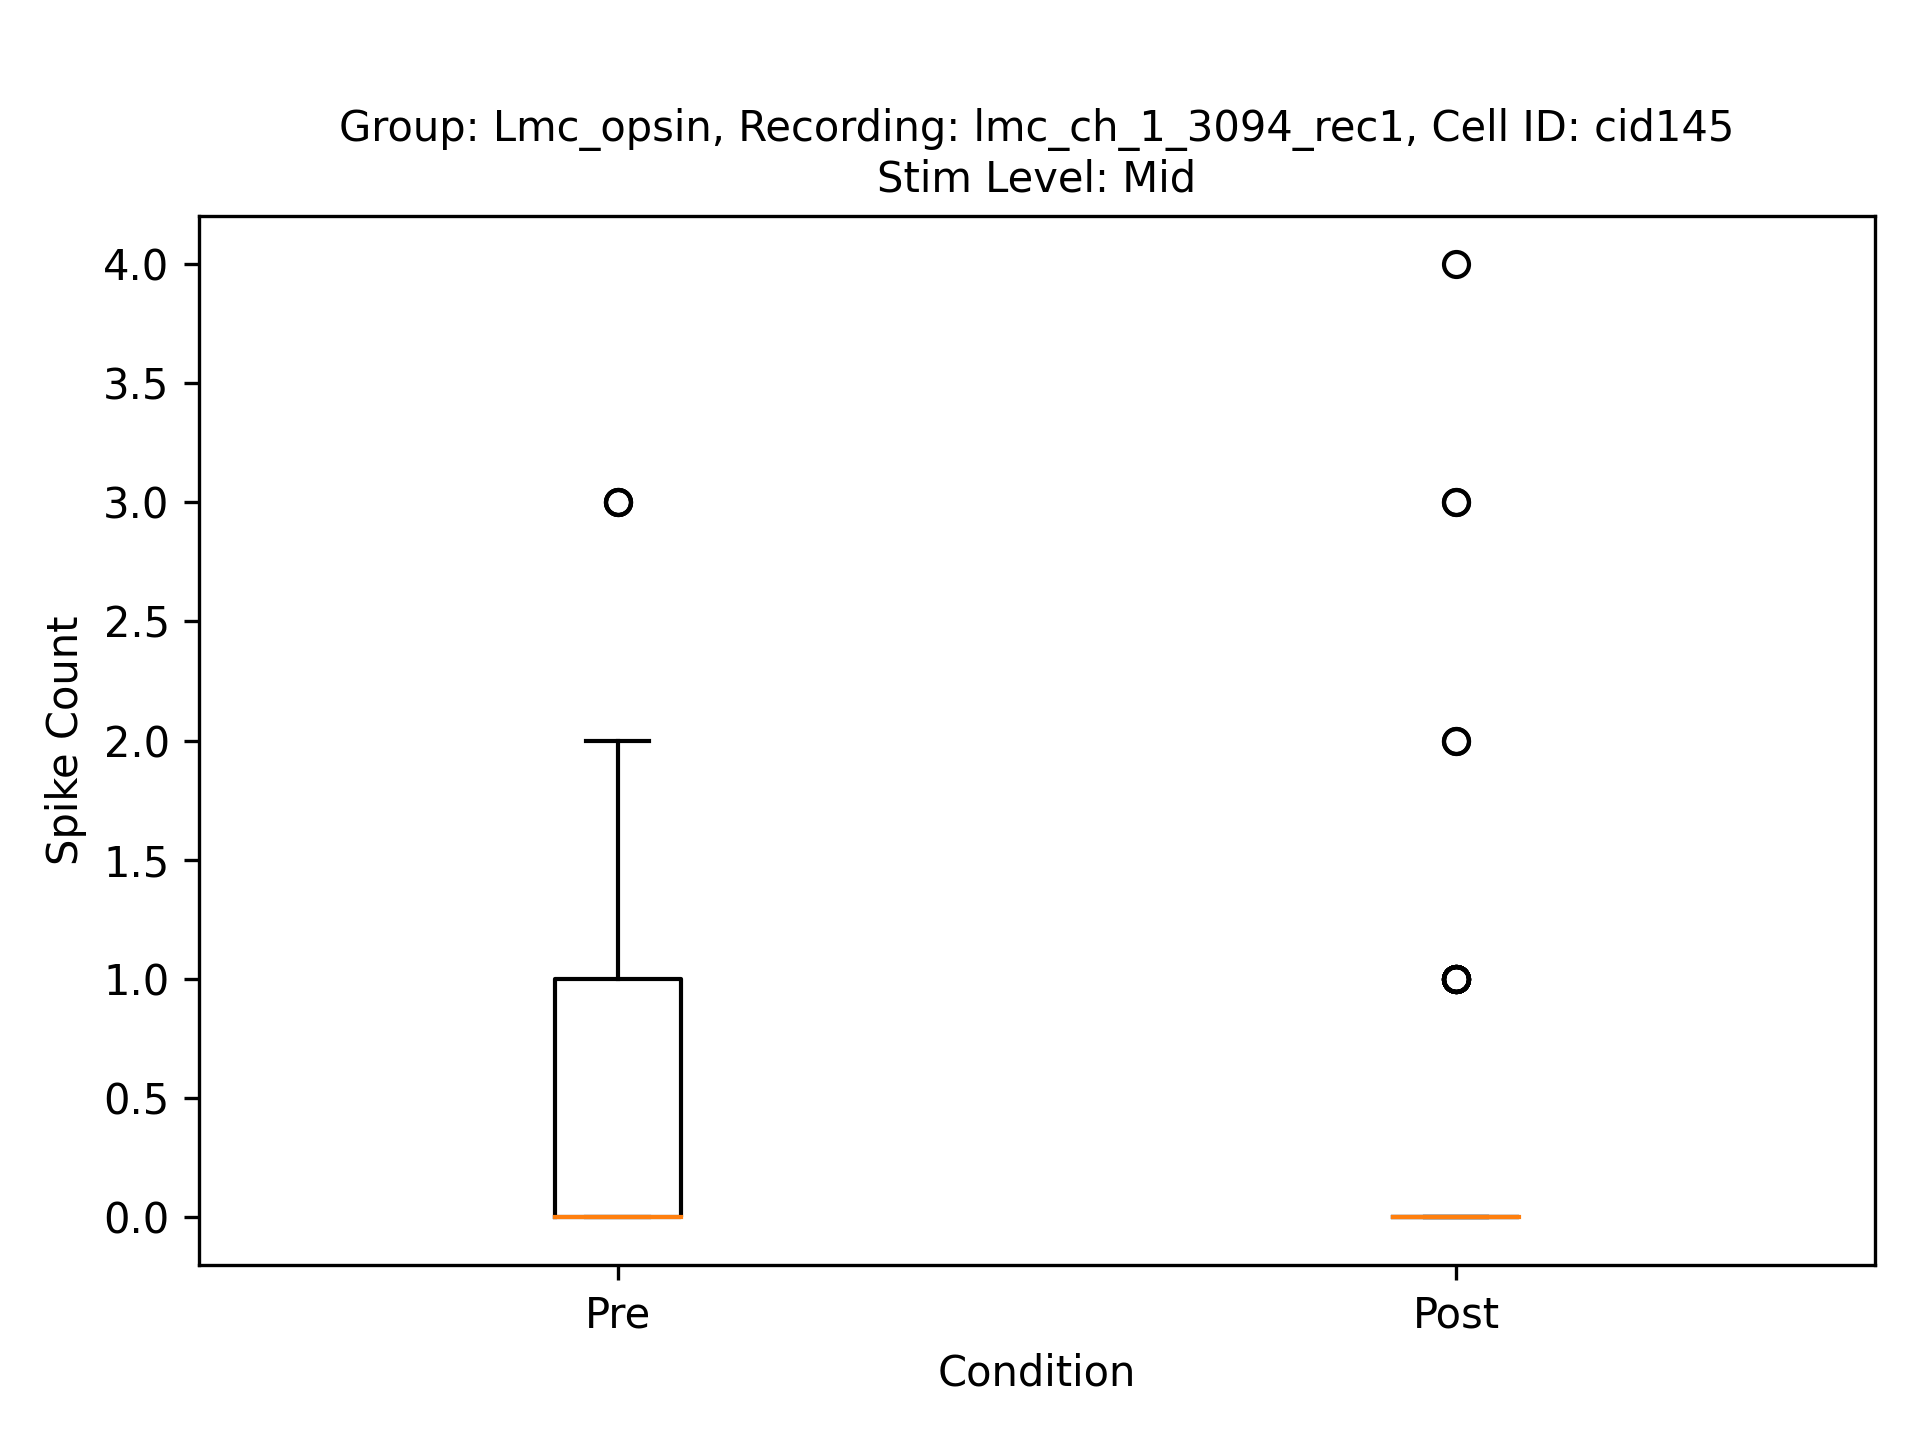 Group: Lmc_opsin, Recording: lmc_ch_1_3094_rec1, Cell ID: cid145
Stim Level: Mid
4.0
3.5
3.0
2.5
2.0
1.5
1.0
0.5
0.0
Spike Count
Pre
Post
Condition